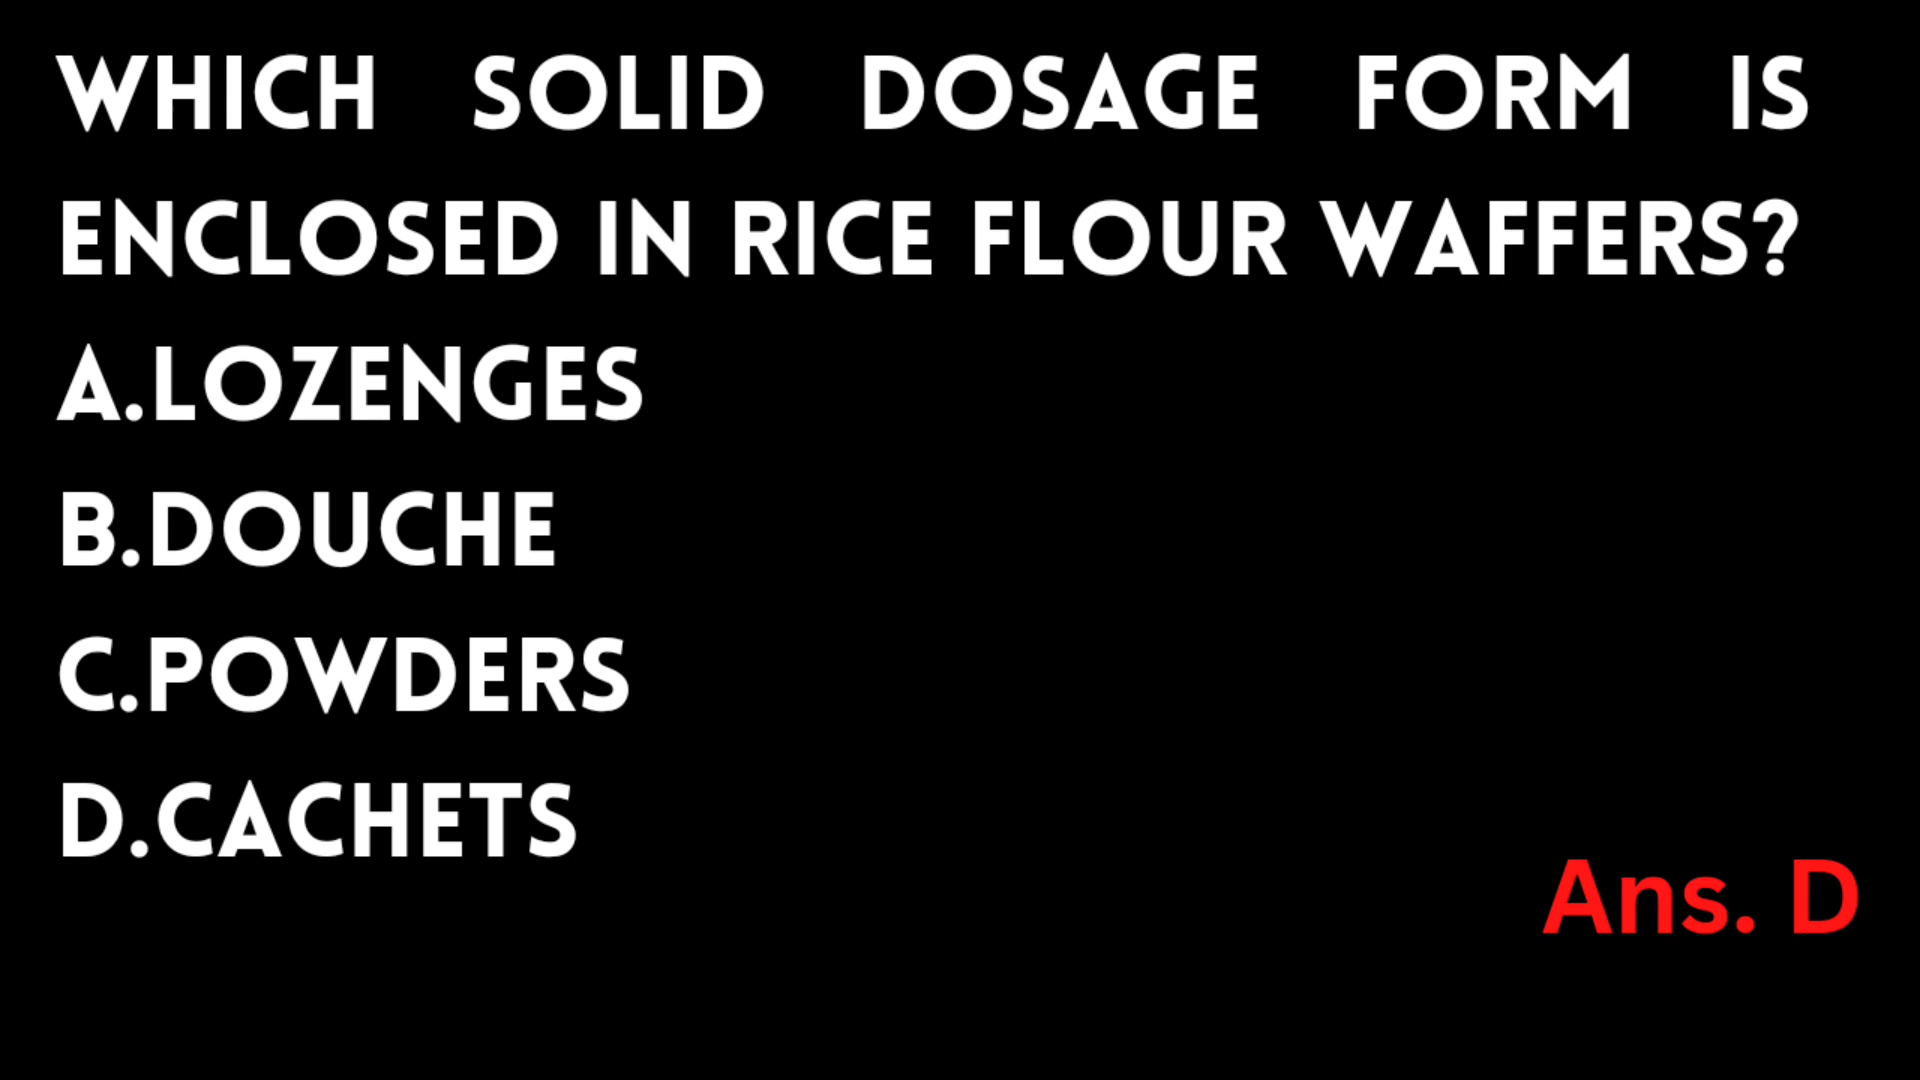 WHICH SOLID DOSAGE FORM IS
ENCLOSED IN RICE FLOUR WAFFERS?
A.LOZENGES
B.DOUCHE
C.POWDERS
D.CACHETS
Ans. D